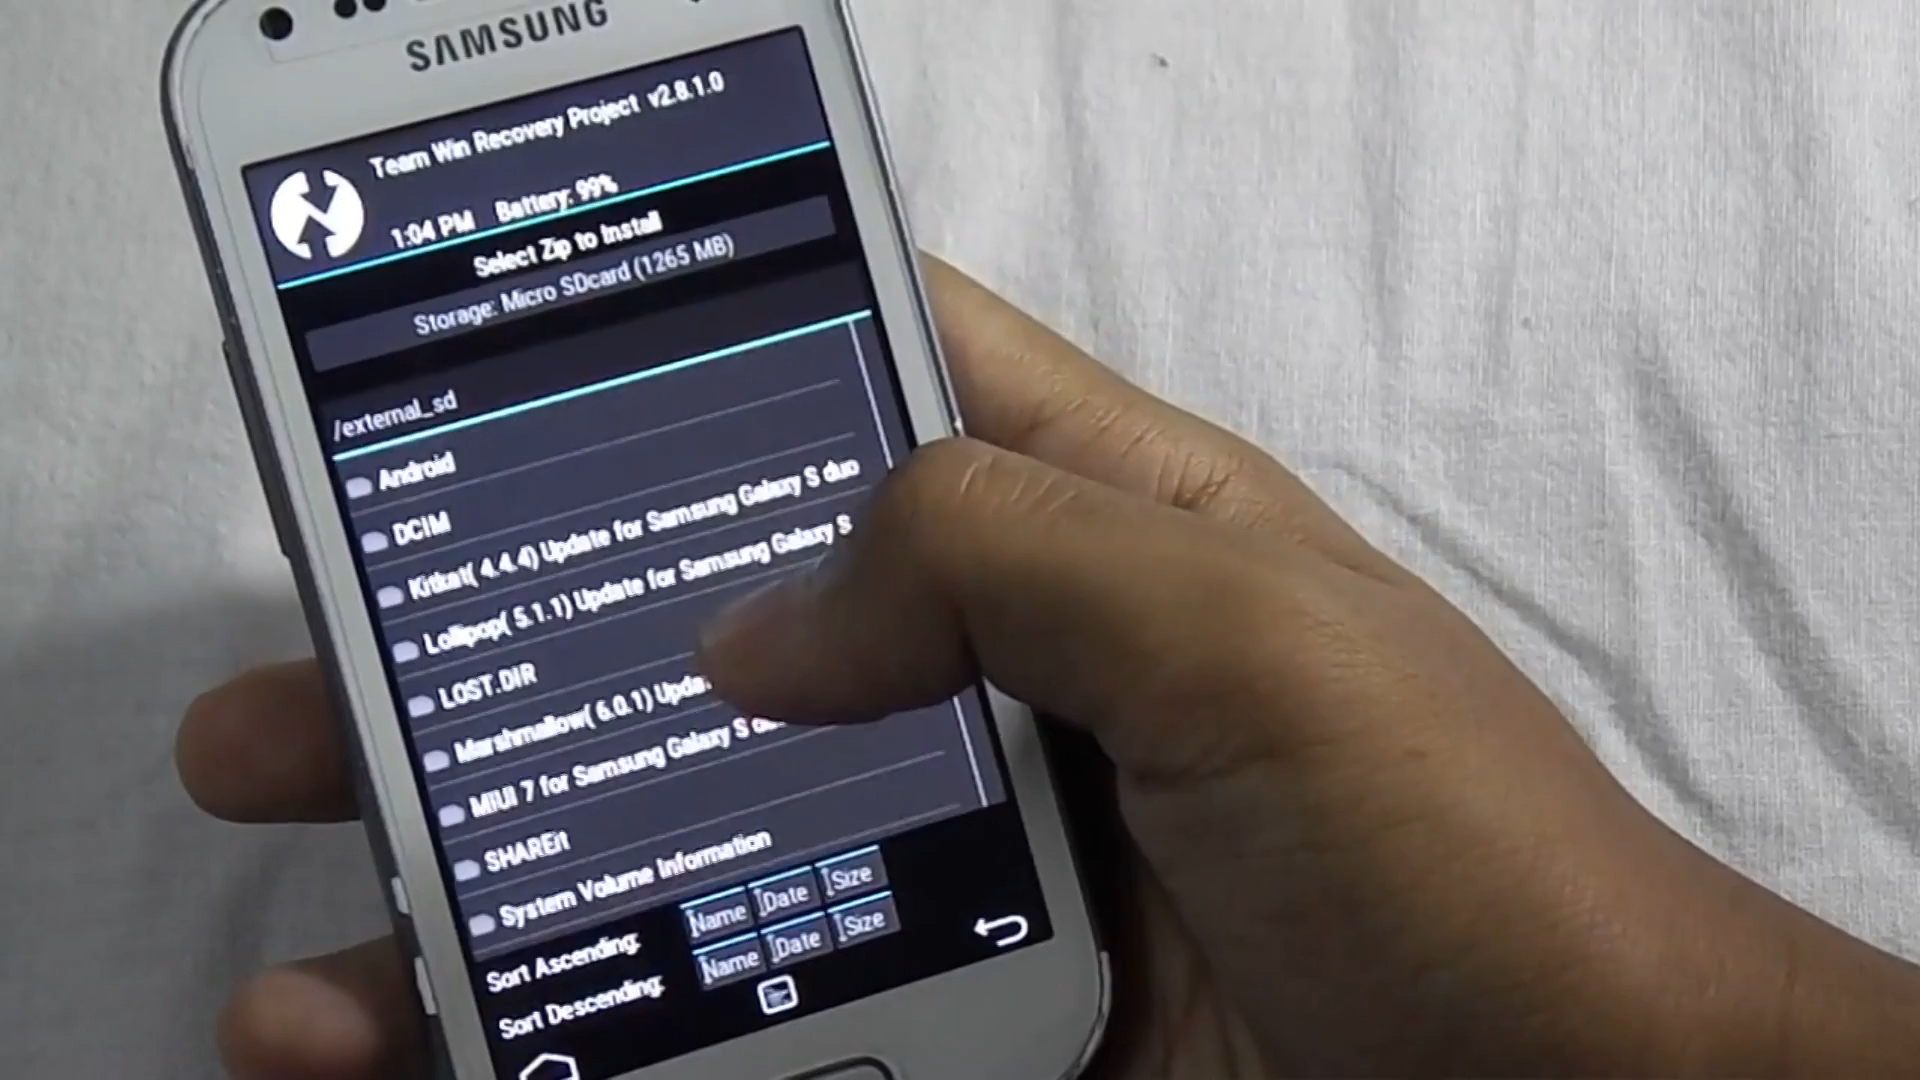 SAMSUNG
Team Win Recovery Project v2.8.1.0
1:04 PM Battery: 99%
Select Zip to Install
Storage: Micro SDcard (1265 MB)
/external_sd
Android
DCIM
Kitkat( 4.4.4) Update for Samsung Galaxy S duo
Lollipop( 5.1.1) Update for Samsung Galaxy S
LOST.DIR
Marshmallow( 6.0.1)
MIUI 7 for Samsung Galaxy S
SHAREit
System Volume Information
Sort Ascending: Name Date Size
Sort Descending: Name Date Size